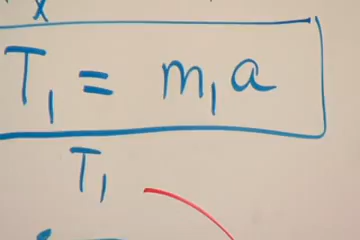 x
T₁ = m₁a
T₁